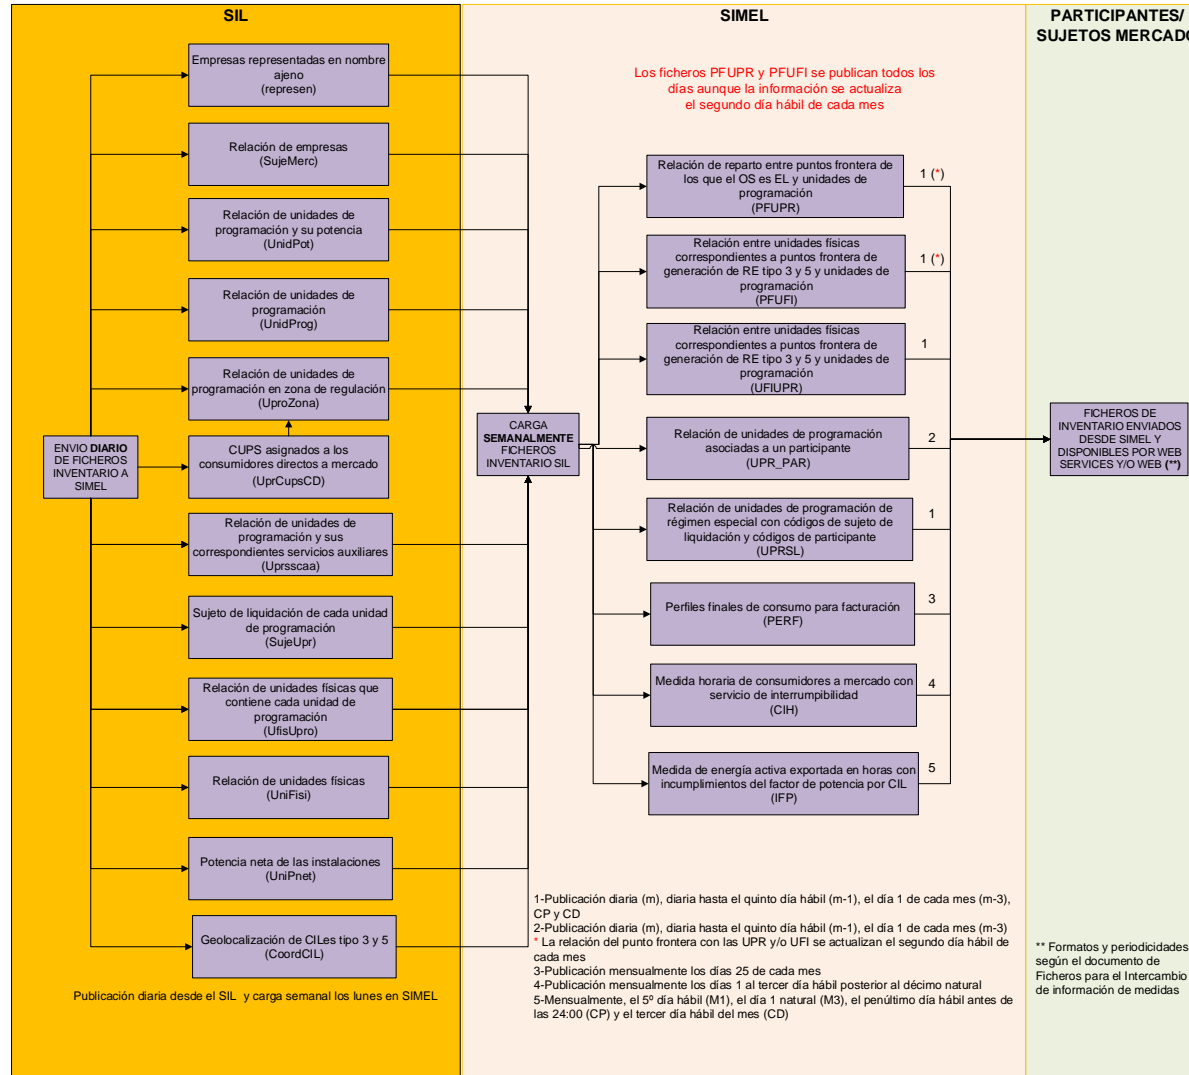 SIL
SIMEL
PARTICIPANTES/
SUJETOS MERCADO
Empresas representadas en nombre
ajeno
(represen)
Relación de empresas
(SujeMerc)
Relación de unidades de
programación y su potencia
(UnidPot)
Relación de unidades de
programación
(UnidProg)
Relación de unidades de
programación en zona de regulación
(UproZona)
ENVIO DIARIO
DE FICHEROS
INVENTARIO A
SIMEL
CUPS asignados a los
consumidores directos a mercado
(UprCupsCD)
Relación de unidades de
programación y sus
correspondientes servicios auxiliares
(Uprsscaa)
Sujeto de liquidación de cada unidad
de programación
(SujeUpr)
Relación de unidades físicas que
contiene cada unidad de
programación
(UfisUpro)
Relación de unidades físicas
(UniFisi)
Potencia neta de las instalaciones
(UniPnet)
Geolocalización de CILes tipo 3 y 5
(CoordCIL)
Publicación diaria desde el SIL y carga semanal los lunes en SIMEL
Los ficheros PFUPR y PFUFI se publican todos los
días aunque la información se actualiza
el segundo día hábil de cada mes
CARGA
SEMANALMENTE
FICHEROS
INVENTARIO SIL
Relación de reparto entre puntos frontera de
los que el OS es EL y unidades de
programación
(PFUPR)
1 (*)
Relación entre unidades físicas
correspondientes a puntos frontera de
generación de RE tipo 3 y 5 y unidades de
programación
(PFUFI)
1 (*)
Relación entre unidades físicas
correspondientes a puntos frontera de
generación de RE tipo 3 y 5 y unidades de
programación
(UFIUPR)
1
Relación de unidades de programación
asociadas a un participante
(UPR_PAR)
2
Relación de unidades de programación de
régimen especial con códigos de sujeto de
liquidación y códigos de participante
(UPRSL)
1
Perfiles finales de consumo para facturación
(PERF)
3
Medida horaria de consumidores a mercado con
servicio de interrumpibilidad
(CIH)
4
Medida de energía activa exportada en horas con
incumplimientos del factor de potencia por CIL
(IFP)
5
1-Publicación diaria (m), diaria hasta el quinto día hábil (m-1), el día 1 de cada mes (m-3),
CP y CD
2-Publicación diaria (m), diaria hasta el quinto día hábil (m-1), el día 1 de cada mes (m-3)
* La relación del punto frontera con las UPR y/o UFI se actualizan el segundo día hábil de
cada mes
3-Publicación mensualmente los días 25 de cada mes
4-Publicación mensualmente los días 1 al tercer día hábil posterior al décimo natural
5-Mensualmente, el 5º día hábil (M1), el día 1 natural (M3), el penúltimo día hábil antes de
las 24:00 (CP) y el tercer día hábil del mes (CD)
FICHEROS DE
INVENTARIO ENVIADOS
DESDE SIMEL Y
DISPONIBLES POR WEB
SERVICES Y/O WEB (**)
** Formatos y periodicidades
según el documento de
Ficheros para el Intercambio
de información de medidas